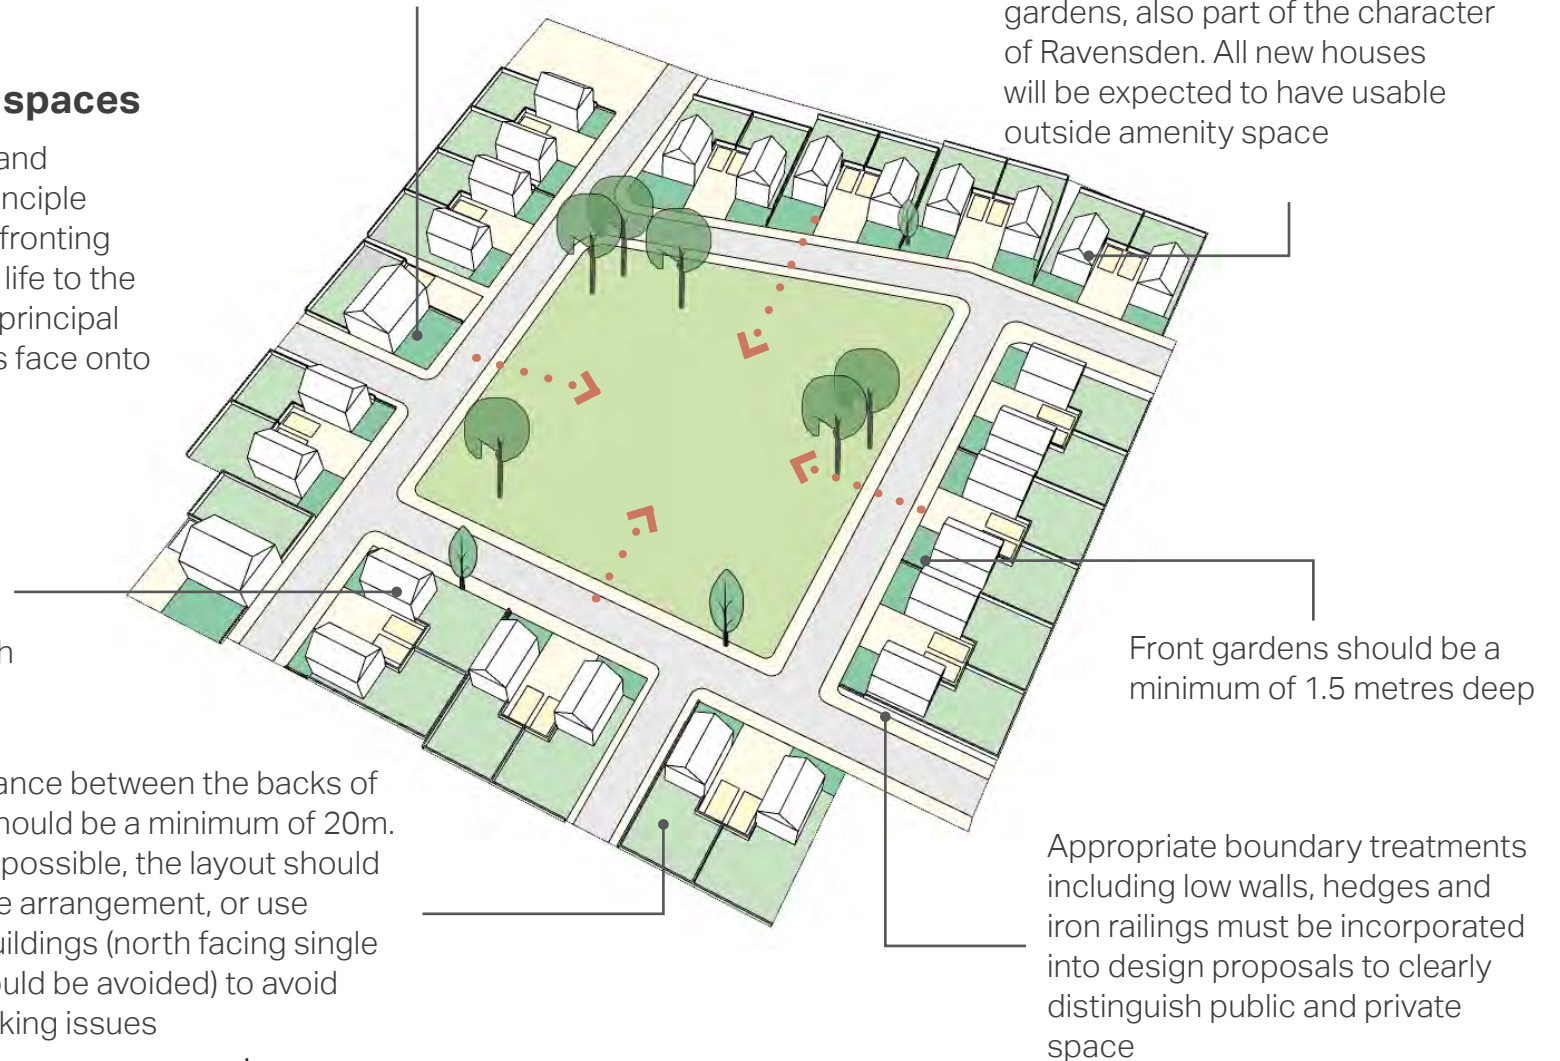 spaces
and
nciple
fronting
life to the
principal
s face onto
h
ance between the backs of
hould be a minimum of 20m.
possible, the layout should
e arrangement, or use
uildings (north facing single
ould be avoided) to avoid
king issues
gardens, also part of the character
of Ravensden. All new houses
will be expected to have usable
outside amenity space
Front gardens should be a
minimum of 1.5 metres deep
Appropriate boundary treatments
including low walls, hedges and
iron railings must be incorporated
into design proposals to clearly
distinguish public and private
space